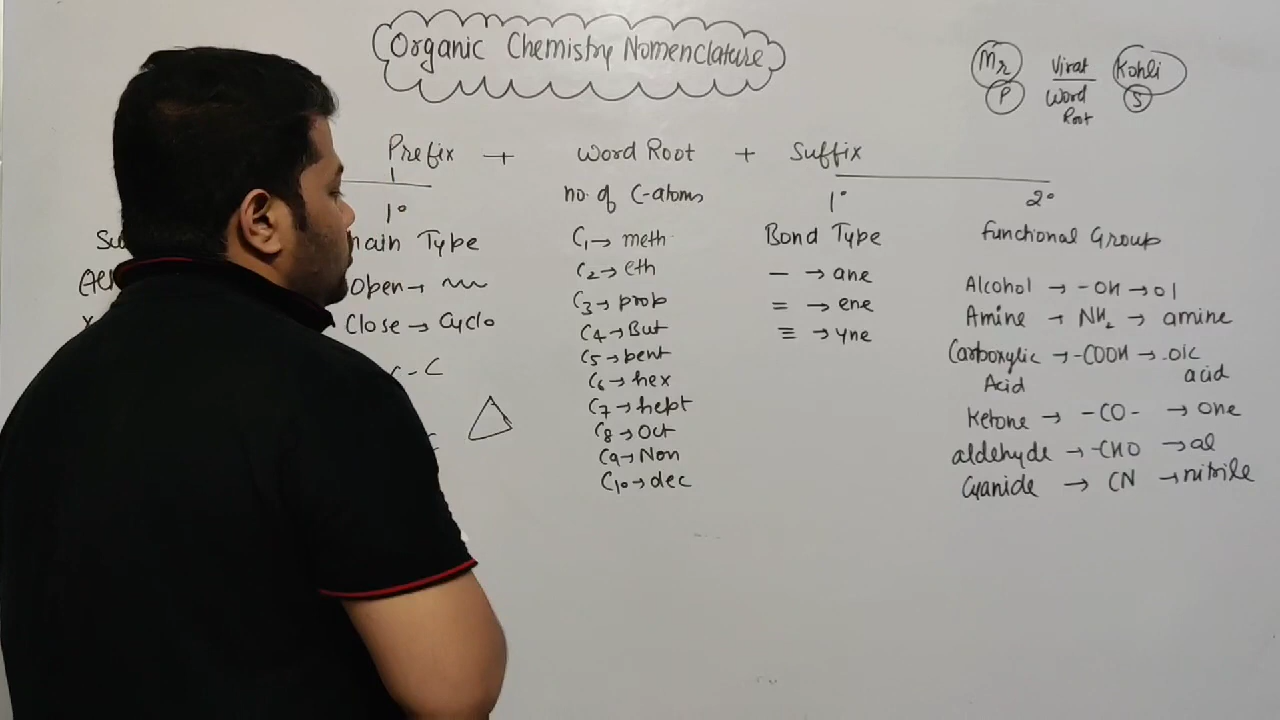 Organic Chemistry Nomenclature
Mr Virat Kohli
P Word S
Root
Prefix + Word Root + Suffix
1° no. of C-atoms 1° 2°
Type C1→ meth Bond Type functional Group
Open→ C2→ eth — → ane Alcohol → -OH → ol
Close → Cyclo C3→ prop = → ene Amine → NH2 → amine
C4→ But ≡ → yne
C-C C5→ pent Carboxylic → -COOH → oic
Acid acid
C6→ hex
C7→ hept Ketone → -CO- → one
C8→ Oct
C9→ Non aldehyde → -CHO → al
C10→ dec Cyanide → CN → nitrile